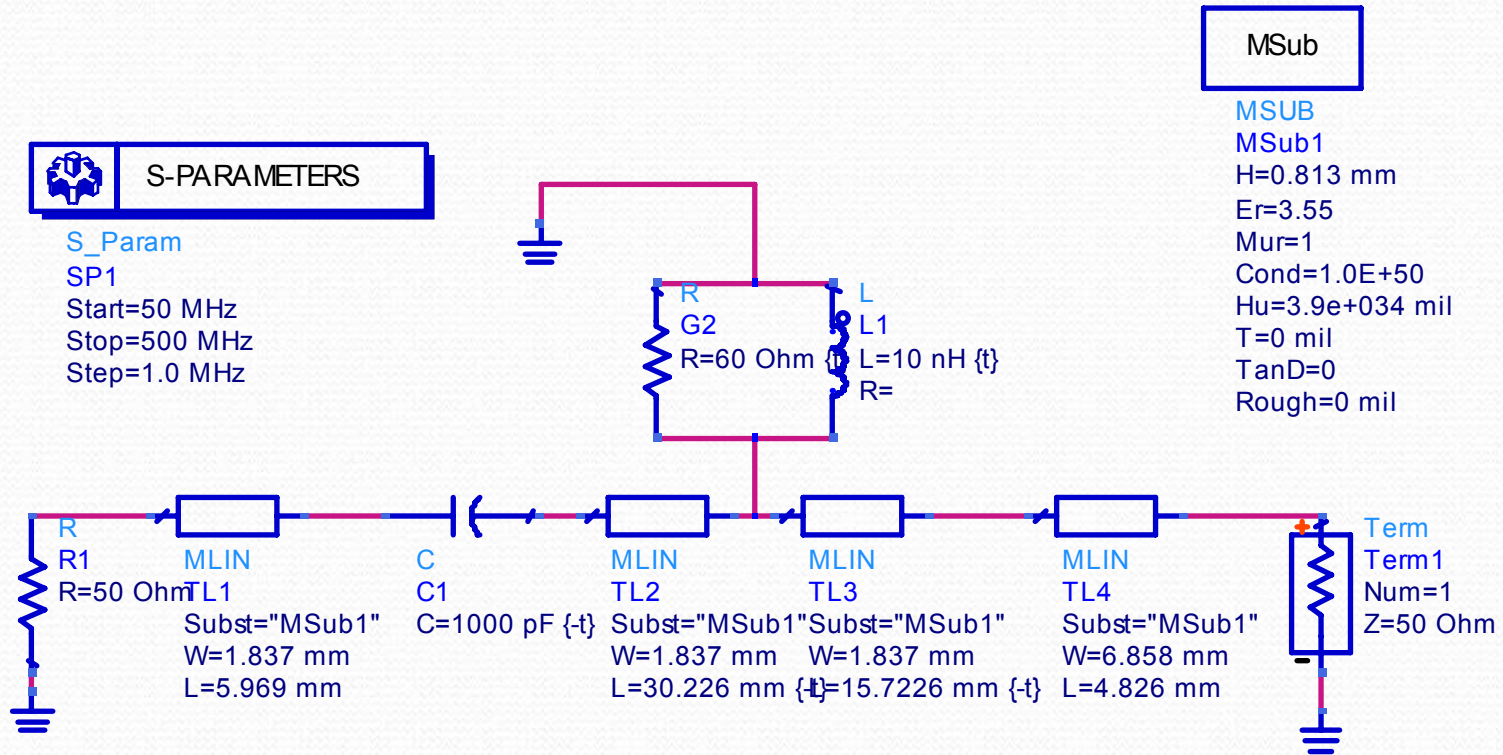 MSub
MSUB
MSub1
H=0.813 mm
Er=3.55
Mur=1
Cond=1.0E+50
Hu=3.9e+034 mil
T=0 mil
TanD=0
Rough=0 mil
S-PARAMETERS
S_Param
SP1
Start=50 MHz
Stop=500 MHz
Step=1.0 MHz
R
G2
R=60 Ohm {t}
L
L1
L=10 nH {t}
R=
R
R1
R=50 Ohm
MLIN
TL1
Subst="MSub1"
W=1.837 mm
L=5.969 mm
C
C1
C=1000 pF {-t}
MLIN
TL2
Subst="MSub1"
W=1.837 mm
L=30.226 mm {-t}
MLIN
TL3
Subst="MSub1"
W=1.837 mm
L=15.7226 mm {-t}
MLIN
TL4
Subst="MSub1"
W=6.858 mm
L=4.826 mm
+
-
Term
Term1
Num=1
Z=50 Ohm